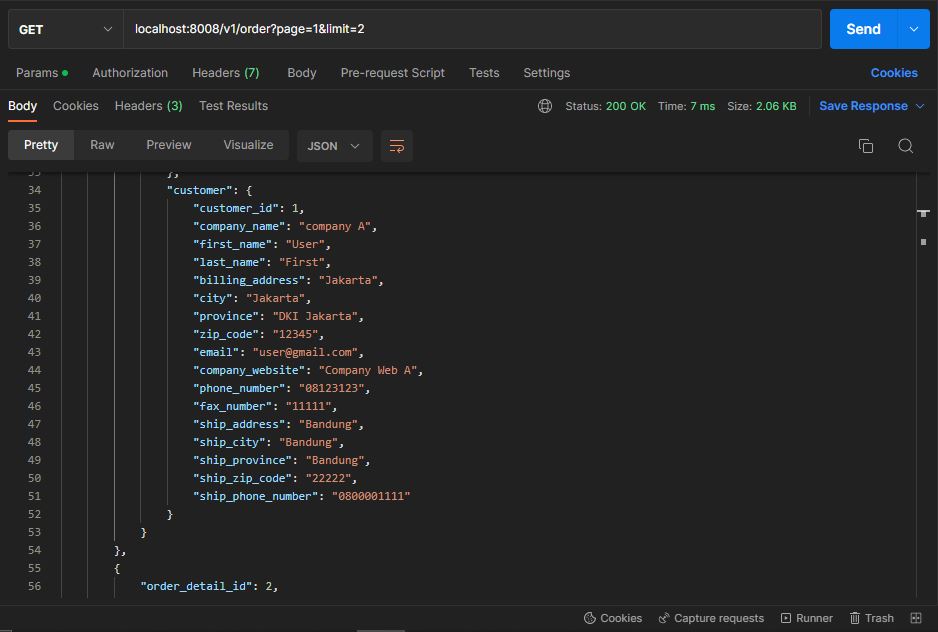 GET localhost:8008/v1/order?page=1&limit=2 Send
Params Authorization Headers (7) Body Pre-request Script Tests Settings Cookies
Body Cookies Headers (3) Test Results Status: 200 OK Time: 7 ms Size: 2.06 KB Save Response
Pretty Raw Preview Visualize JSON
33 },
34 "customer": {
35 "customer_id": 1,
36 "company_name": "company A",
37 "first_name": "User",
38 "last_name": "First",
39 "billing_address": "Jakarta",
40 "city": "Jakarta",
41 "province": "DKI Jakarta",
42 "zip_code": "12345",
43 "email": "user@gmail.com",
44 "company_website": "Company Web A",
45 "phone_number": "08123123",
46 "fax_number": "11111",
47 "ship_address": "Bandung",
48 "ship_city": "Bandung",
49 "ship_province": "Bandung",
50 "ship_zip_code": "22222",
51 "ship_phone_number": "0800001111"
52 }
53 }
54 },
55 {
56 "order_detail_id": 2,
Cookies Capture requests Runner Trash